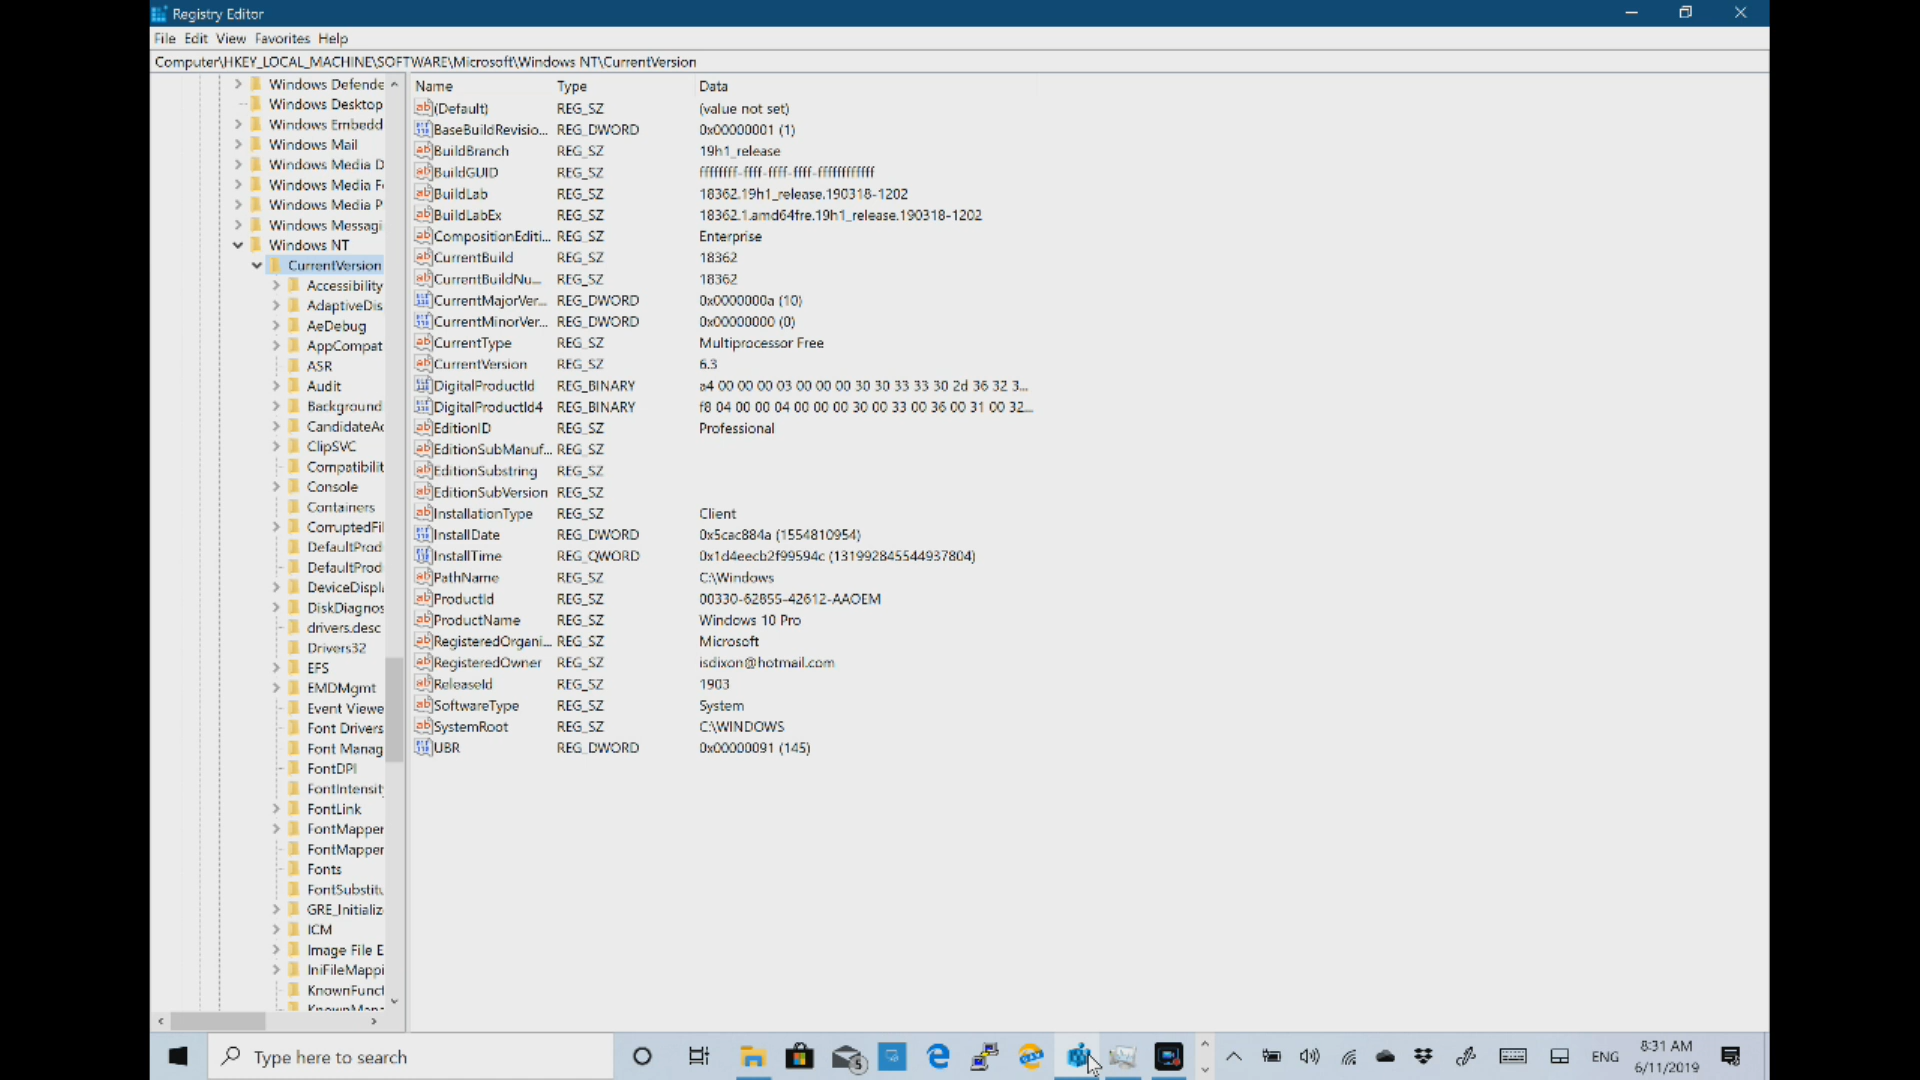 Registry Editor
File Edit View Favorites Help
Computer\HKEY_LOCAL_MACHINE\SOFTWARE\Microsoft\Windows NT\CurrentVersion
Windows Defende
Windows Desktop
Windows Embedd
Windows Mail
Windows Media D
Windows Media F
Windows Media P
Windows Messagi
Windows NT
CurrentVersion
Accessibility
AdaptiveDis
AeDebug
AppCompat
ASR
Audit
Background
CandidateAc
ClipSVC
Compatibilit
Console
Containers
CorruptedFil
DefaultProd
DefaultProd
DeviceDispl
DiskDiagnos
drivers.desc
Drivers32
EFS
EMDMgmt
Event Viewe
Font Drivers
Font Manag
FontDPI
FontIntensit
FontLink
FontMapper
FontMapper
Fonts
FontSubstitu
GRE_Initializ
ICM
Image File E
IniFileMappi
KnownFunct
Name Type Data
(Default) REG_SZ (value not set)
BaseBuildRevisio... REG_DWORD 0x00000001 (1)
BuildBranch REG_SZ 19h1_release
BuildGUID REG_SZ ffffffff-ffff-ffff-ffff-ffffffffffff
BuildLab REG_SZ 18362.19h1_release.190318-1202
BuildLabEx REG_SZ 18362.1.amd64fre.19h1_release.190318-1202
CompositionEditi... REG_SZ Enterprise
CurrentBuild REG_SZ 18362
CurrentBuildNu... REG_SZ 18362
CurrentMajorVer... REG_DWORD 0x0000000a (10)
CurrentMinorVer... REG_DWORD 0x00000000 (0)
CurrentType REG_SZ Multiprocessor Free
CurrentVersion REG_SZ 6.3
DigitalProductId REG_BINARY a4 00 00 00 03 00 00 00 30 30 33 33 30 2d 36 32 3...
DigitalProductId4 REG_BINARY f8 04 00 00 04 00 00 00 30 00 33 00 36 00 31 00 32...
EditionID REG_SZ Professional
EditionSubManuf... REG_SZ
EditionSubstring REG_SZ
EditionSubVersion REG_SZ
InstallationType REG_SZ Client
InstallDate REG_DWORD 0x5cac884a (1554810954)
InstallTime REG_QWORD 0x1d4eecb2f99594c (131992845544937804)
PathName REG_SZ C:\Windows
ProductId REG_SZ 00330-62855-42612-AAOEM
ProductName REG_SZ Windows 10 Pro
RegisteredOrgani... REG_SZ Microsoft
RegisteredOwner REG_SZ isdixon@hotmail.com
ReleaseId REG_SZ 1903
SoftwareType REG_SZ System
SystemRoot REG_SZ C:\WINDOWS
UBR REG_DWORD 0x00000091 (145)
Type here to search
5
ENG
8:31 AM
6/11/2019